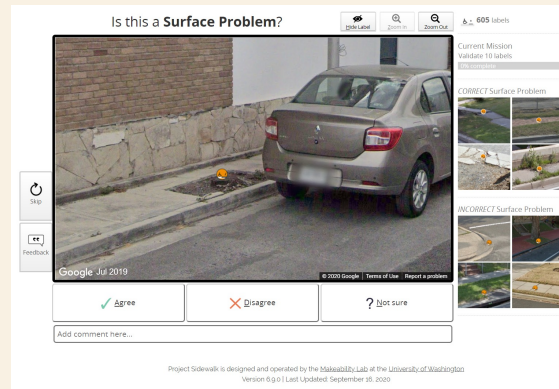 Is this a Surface Problem?
Hide Label
Zoom In
Zoom Out
605 labels
Current Mission
Validate 10 labels
0% complete
CORRECT Surface Problem
Skip
Feedback
INCORRECT Surface Problem
Google Jul 2019
© 2020 Google Terms of Use Report a problem
Agree
Disagree
Not sure
Add comment here...
Project Sidewalk is designed and operated by the Makeability Lab at the University of Washington
Version 6.9.0 | Last Updated: September 16, 2020